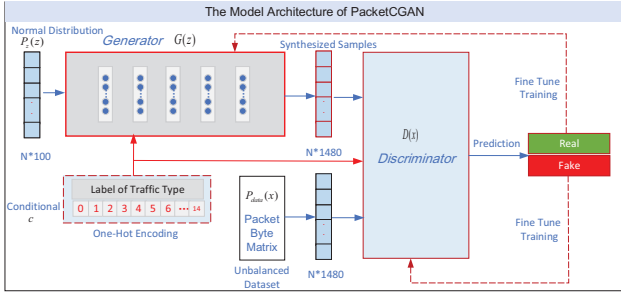 The Model Architecture of PacketCGAN
Normal Distribution
P_z(z)
Generator G(z)
Synthesized Samples
N*100
N*1480
Fine Tune
Training
D(x)
Discriminator
Prediction
Real
Fake
Conditional
c
Label of Traffic Type
0 1 2 3 4 5 6 ··· 14
One-Hot Encoding
P_data(x)
Packet
Byte
Matrix
Unbalanced
Dataset
N*1480
Fine Tune
Training